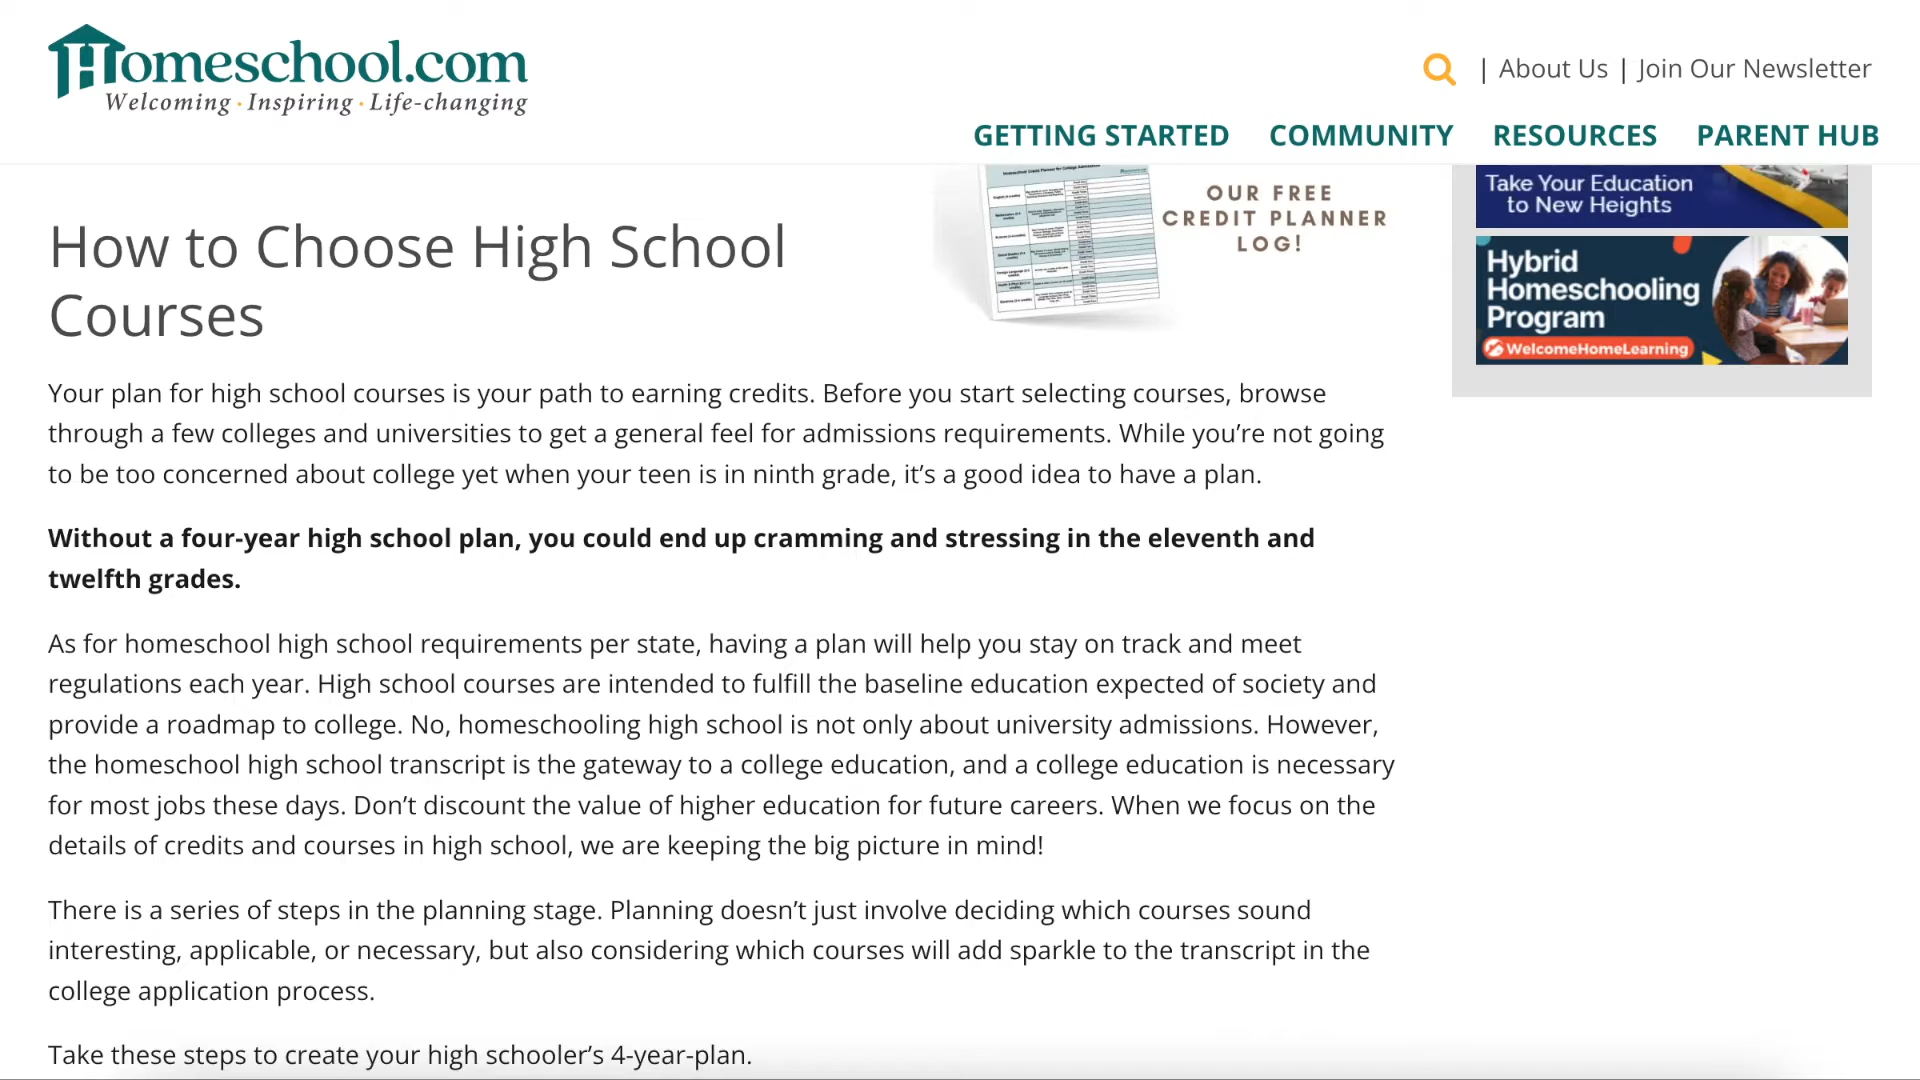 Homeschool.com
Welcoming · Inspiring · Life-changing
| About Us | Join Our Newsletter
GETTING STARTED COMMUNITY RESOURCES PARENT HUB
OUR FREE
CREDIT PLANNER
LOG!
Take Your Education
to New Heights
Hybrid
Homeschooling
Program
WelcomeHomeLearning
How to Choose High School
Courses
Your plan for high school courses is your path to earning credits. Before you start selecting courses, browse
through a few colleges and universities to get a general feel for admissions requirements. While you’re not going
to be too concerned about college yet when your teen is in ninth grade, it’s a good idea to have a plan.
Without a four-year high school plan, you could end up cramming and stressing in the eleventh and
twelfth grades.
As for homeschool high school requirements per state, having a plan will help you stay on track and meet
regulations each year. High school courses are intended to fulfill the baseline education expected of society and
provide a roadmap to college. No, homeschooling high school is not only about university admissions. However,
the homeschool high school transcript is the gateway to a college education, and a college education is necessary
for most jobs these days. Don’t discount the value of higher education for future careers. When we focus on the
details of credits and courses in high school, we are keeping the big picture in mind!
There is a series of steps in the planning stage. Planning doesn’t just involve deciding which courses sound
interesting, applicable, or necessary, but also considering which courses will add sparkle to the transcript in the
college application process.
Take these steps to create your high schooler’s 4-year-plan.